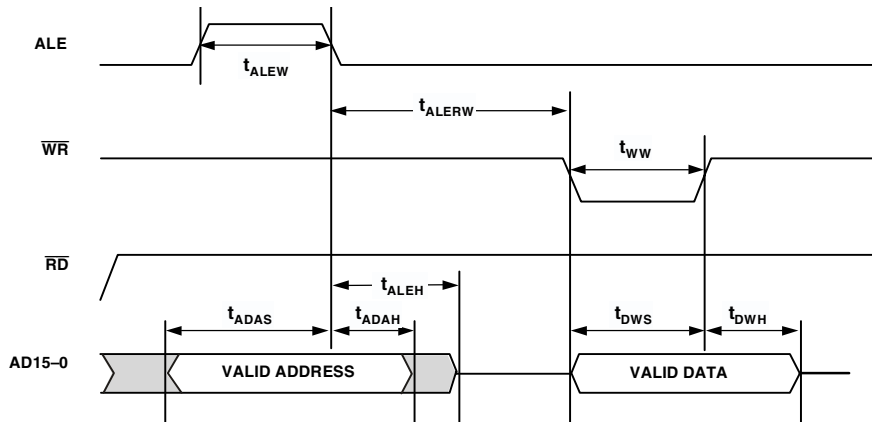 ALE
tALEW
tALERW
WR
tWW
RD
tALEH
tADAS
tADAH
tDWS
tDWH
AD15–0
VALID ADDRESS
VALID DATA